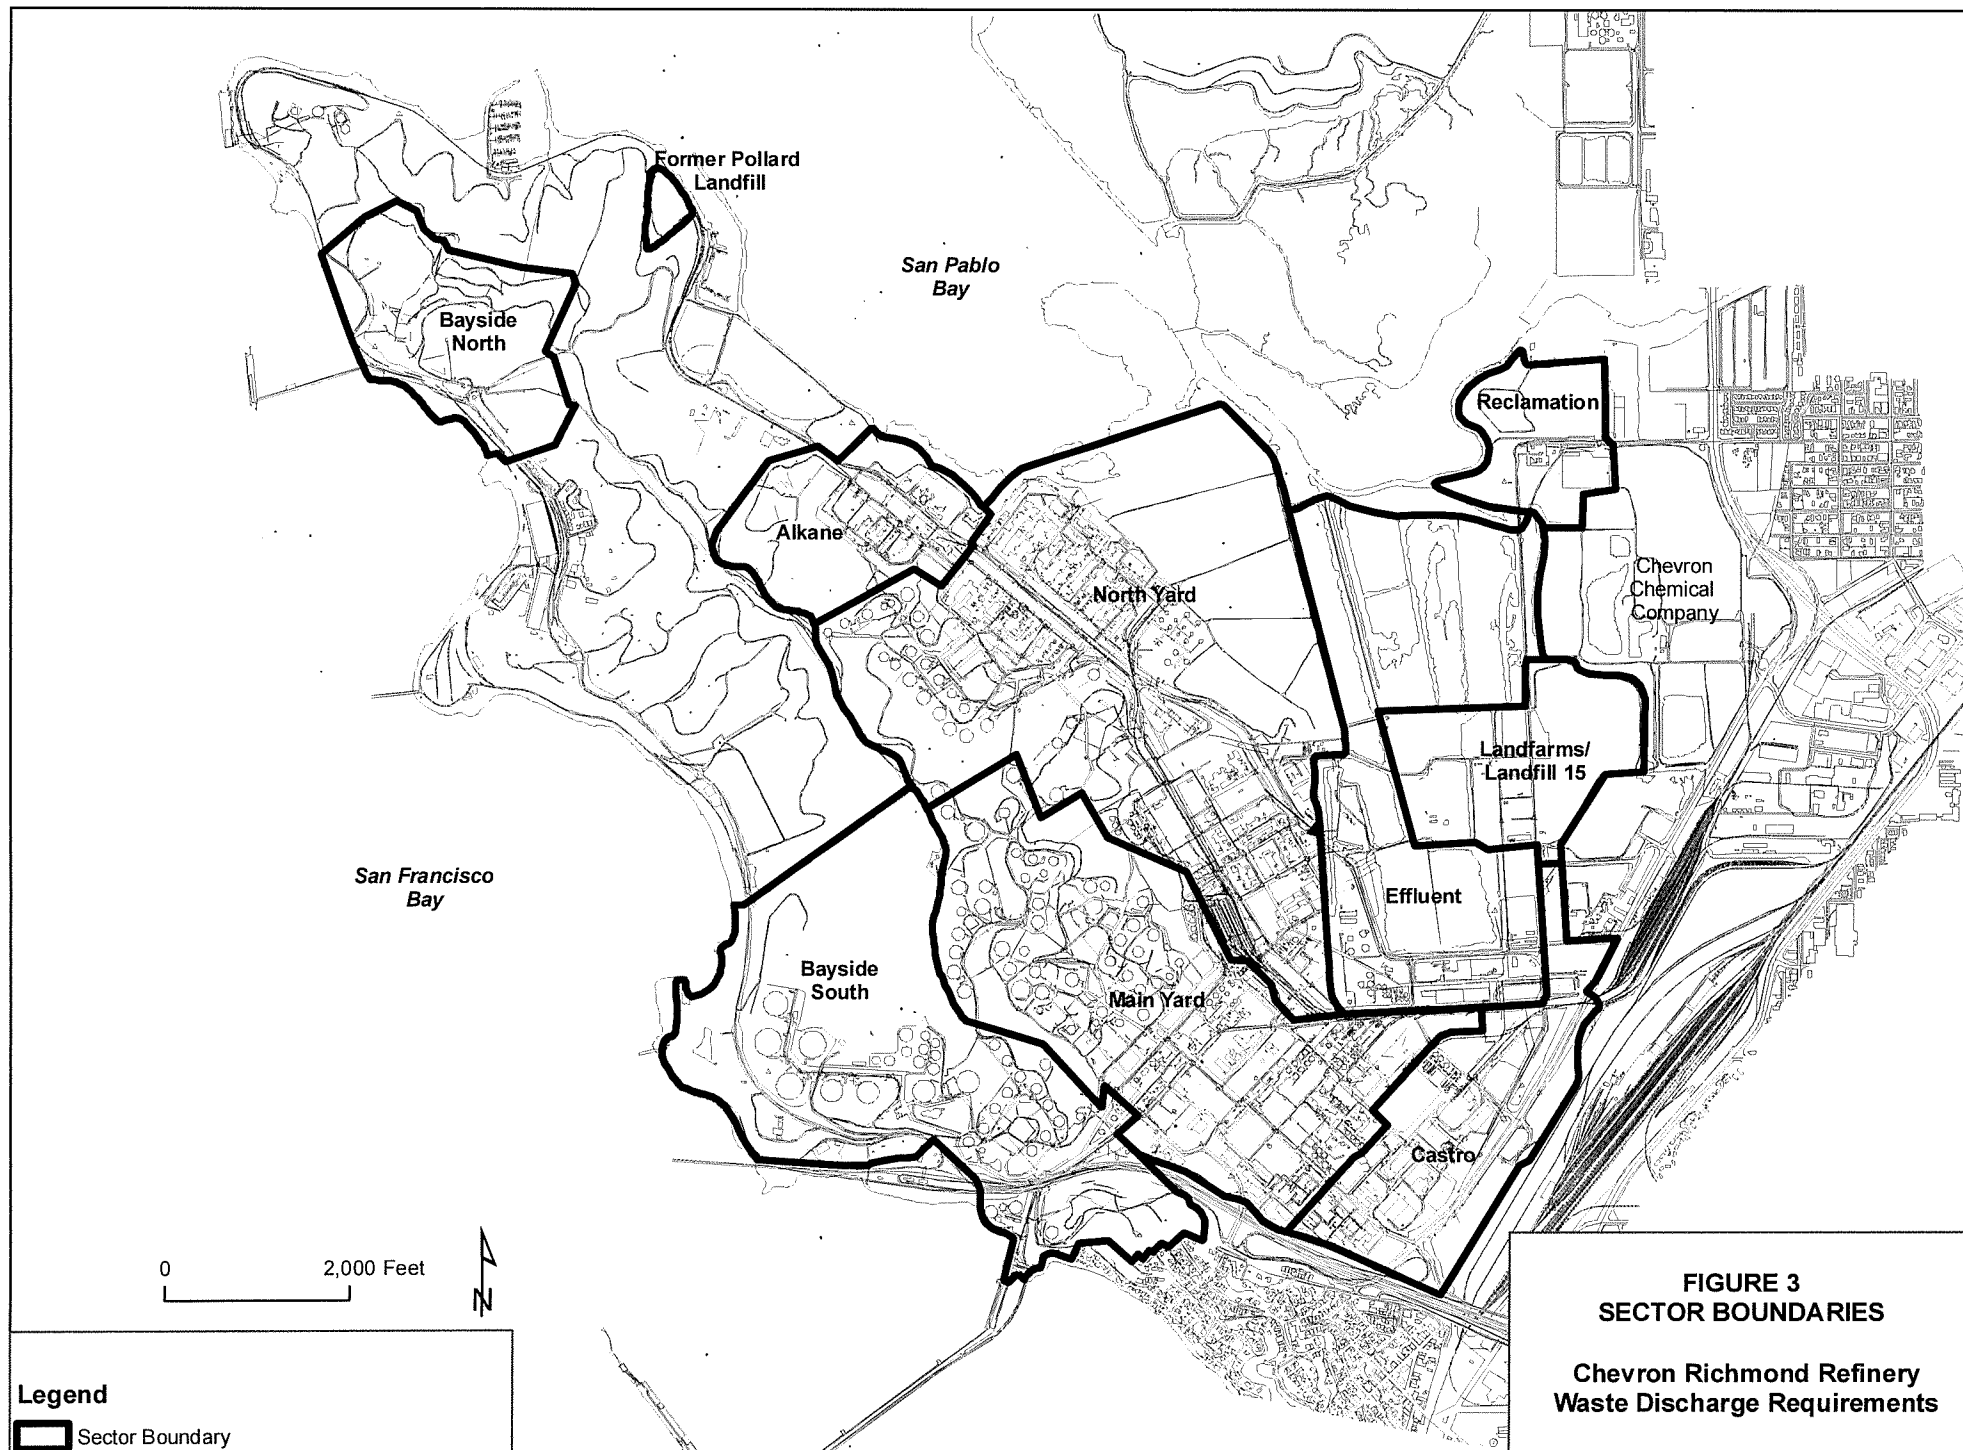 Former Pollard
Landfill
San Pablo
Bay
Bayside
North
Reclamation
Alkane
North Yard
Chevron
Chemical
Company
Landfarms/
Landfill 15
San Francisco
Bay
Effluent
Bayside
South
Main Yard
Castro
0
2,000 Feet
N
FIGURE 3
SECTOR BOUNDARIES
Chevron Richmond Refinery
Waste Discharge Requirements
Legend
Sector Boundary